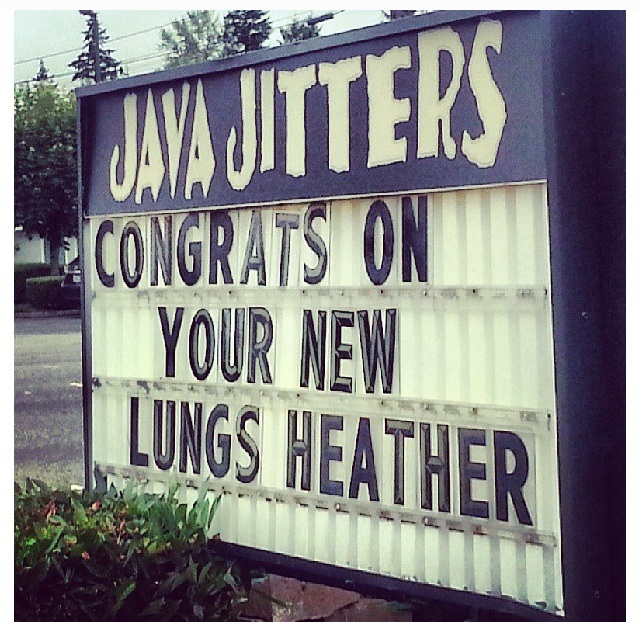 JAVA JITTERS
CONGRATS ON
YOUR NEW
LUNGS HEATHER